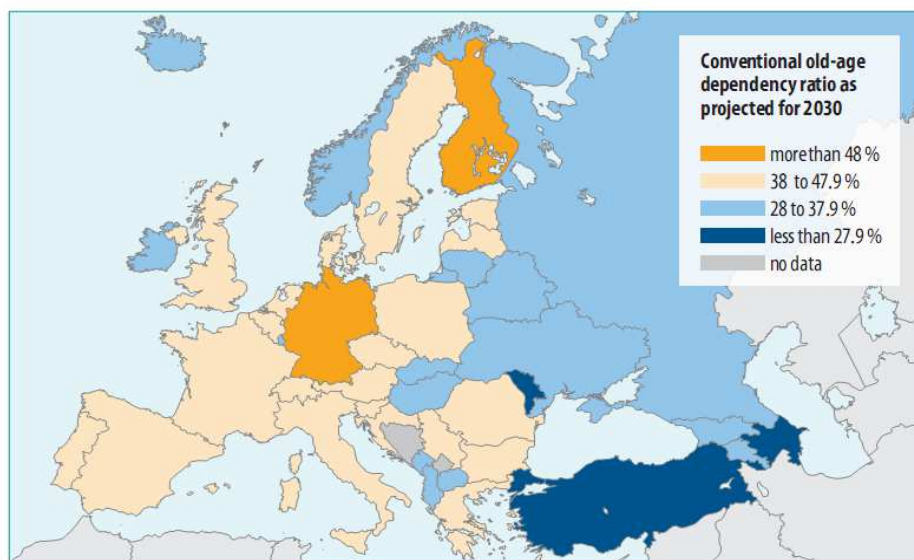 Conventional old-age
dependency ratio as
projected for 2030
more than 48 %
38 to 47.9 %
28 to 37.9 %
less than 27.9 %
no data